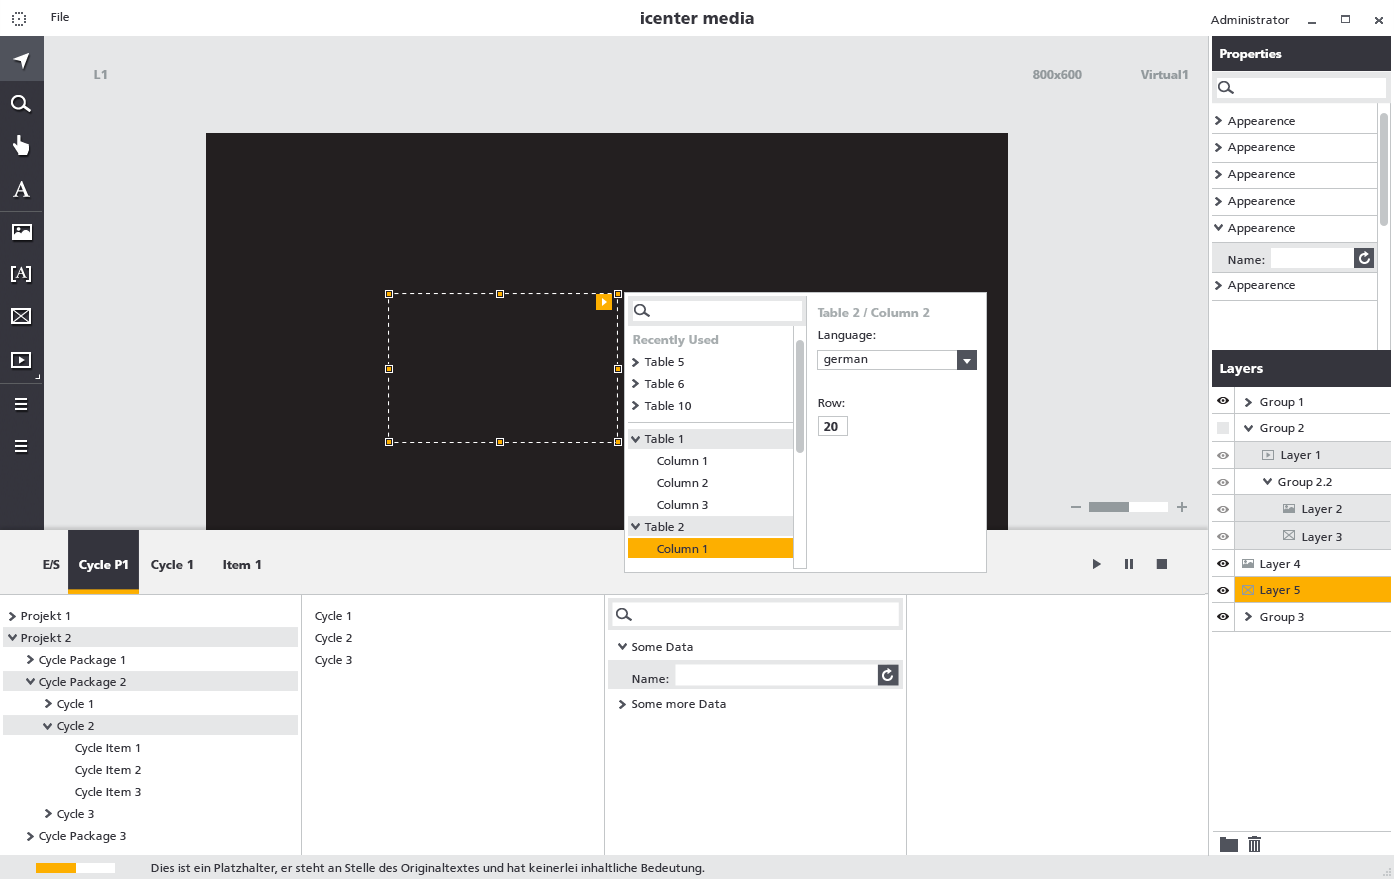 File
icenter media
Administrator
L1
800x600
Virtual1
Properties
Appearence
Appearence
Appearence
Appearence
Appearence
Name:
Appearence
A
[A]
Recently Used
Table 5
Table 6
Table 10
Table 1
Column 1
Column 2
Column 3
Table 2
Column 1
Table 2 / Column 2
Language:
german
Row:
20
Layers
Group 1
Group 2
Layer 1
Group 2.2
Layer 2
Layer 3
Layer 4
Layer 5
Group 3
E/S
Cycle P1
Cycle 1
Item 1
Projekt 1
Projekt 2
Cycle Package 1
Cycle Package 2
Cycle 1
Cycle 2
Cycle Item 1
Cycle Item 2
Cycle Item 3
Cycle 3
Cycle Package 3
Cycle 1
Cycle 2
Cycle 3
Some Data
Name:
Some more Data
Dies ist ein Platzhalter, er steht an Stelle des Originaltextes und hat keinerlei inhaltliche Bedeutung.